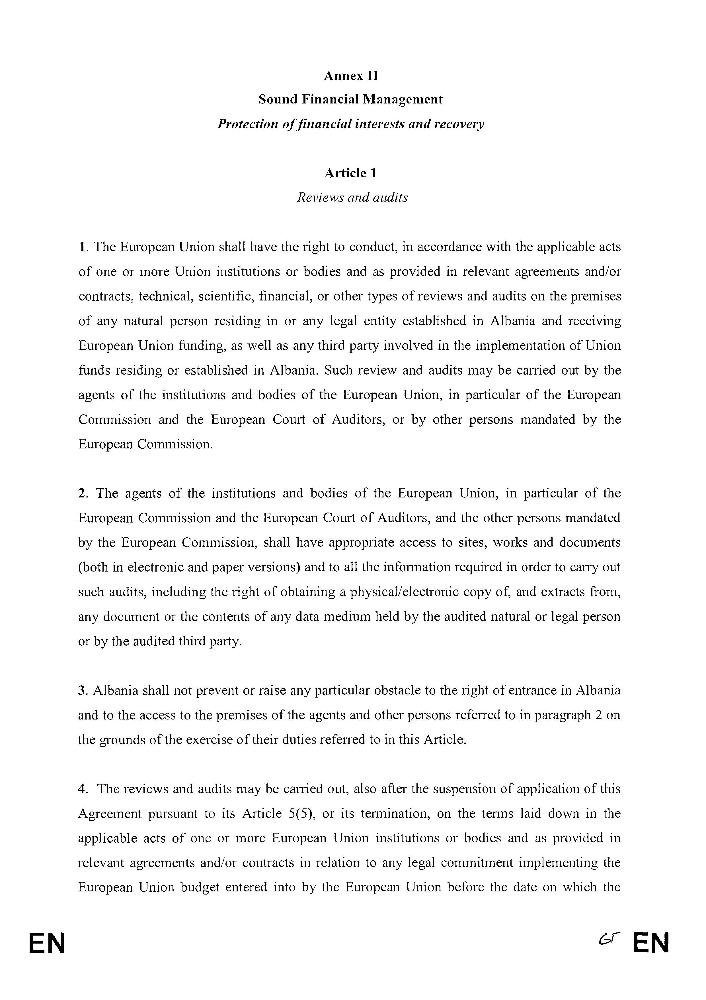 Annex II
Sound Financial Management
Protection of financial interests and recovery
Article 1
Reviews and audits
1. The European Union shall have the right to conduct, in accordance with the applicable acts
of one or more Union institutions or bodies and as provided in relevant agreements and/or
contracts, technical, scientific, financial, or other types of reviews and audits on the premises
of any natural person residing in or any legal entity established in Albania and receiving
European Union funding, as well as any third party involved in the implementation of Union
funds residing or established in Albania. Such review and audits may be carried out by the
agents of the institutions and bodies of the European Union, in particular of the European
Commission and the European Court of Auditors, or by other persons mandated by the
European Commission.
2. The agents of the institutions and bodies of the European Union, in particular of the
European Commission and the European Court of Auditors, and the other persons mandated
by the European Commission, shall have appropriate access to sites, works and documents
(both in electronic and paper versions) and to all the information required in order to carry out
such audits, including the right of obtaining a physical/electronic copy of, and extracts from,
any document or the contents of any data medium held by the audited natural or legal person
or by the audited third party.
3. Albania shall not prevent or raise any particular obstacle to the right of entrance in Albania
and to the access to the premises of the agents and other persons referred to in paragraph 2 on
the grounds of the exercise of their duties referred to in this Article.
4. The reviews and audits may be carried out, also after the suspension of application of this
Agreement pursuant to its Article 5(5), or its termination, on the terms laid down in the
applicable acts of one or more European Union institutions or bodies and as provided in
relevant agreements and/or contracts in relation to any legal commitment implementing the
European Union budget entered into by the European Union before the date on which the
EN
EN